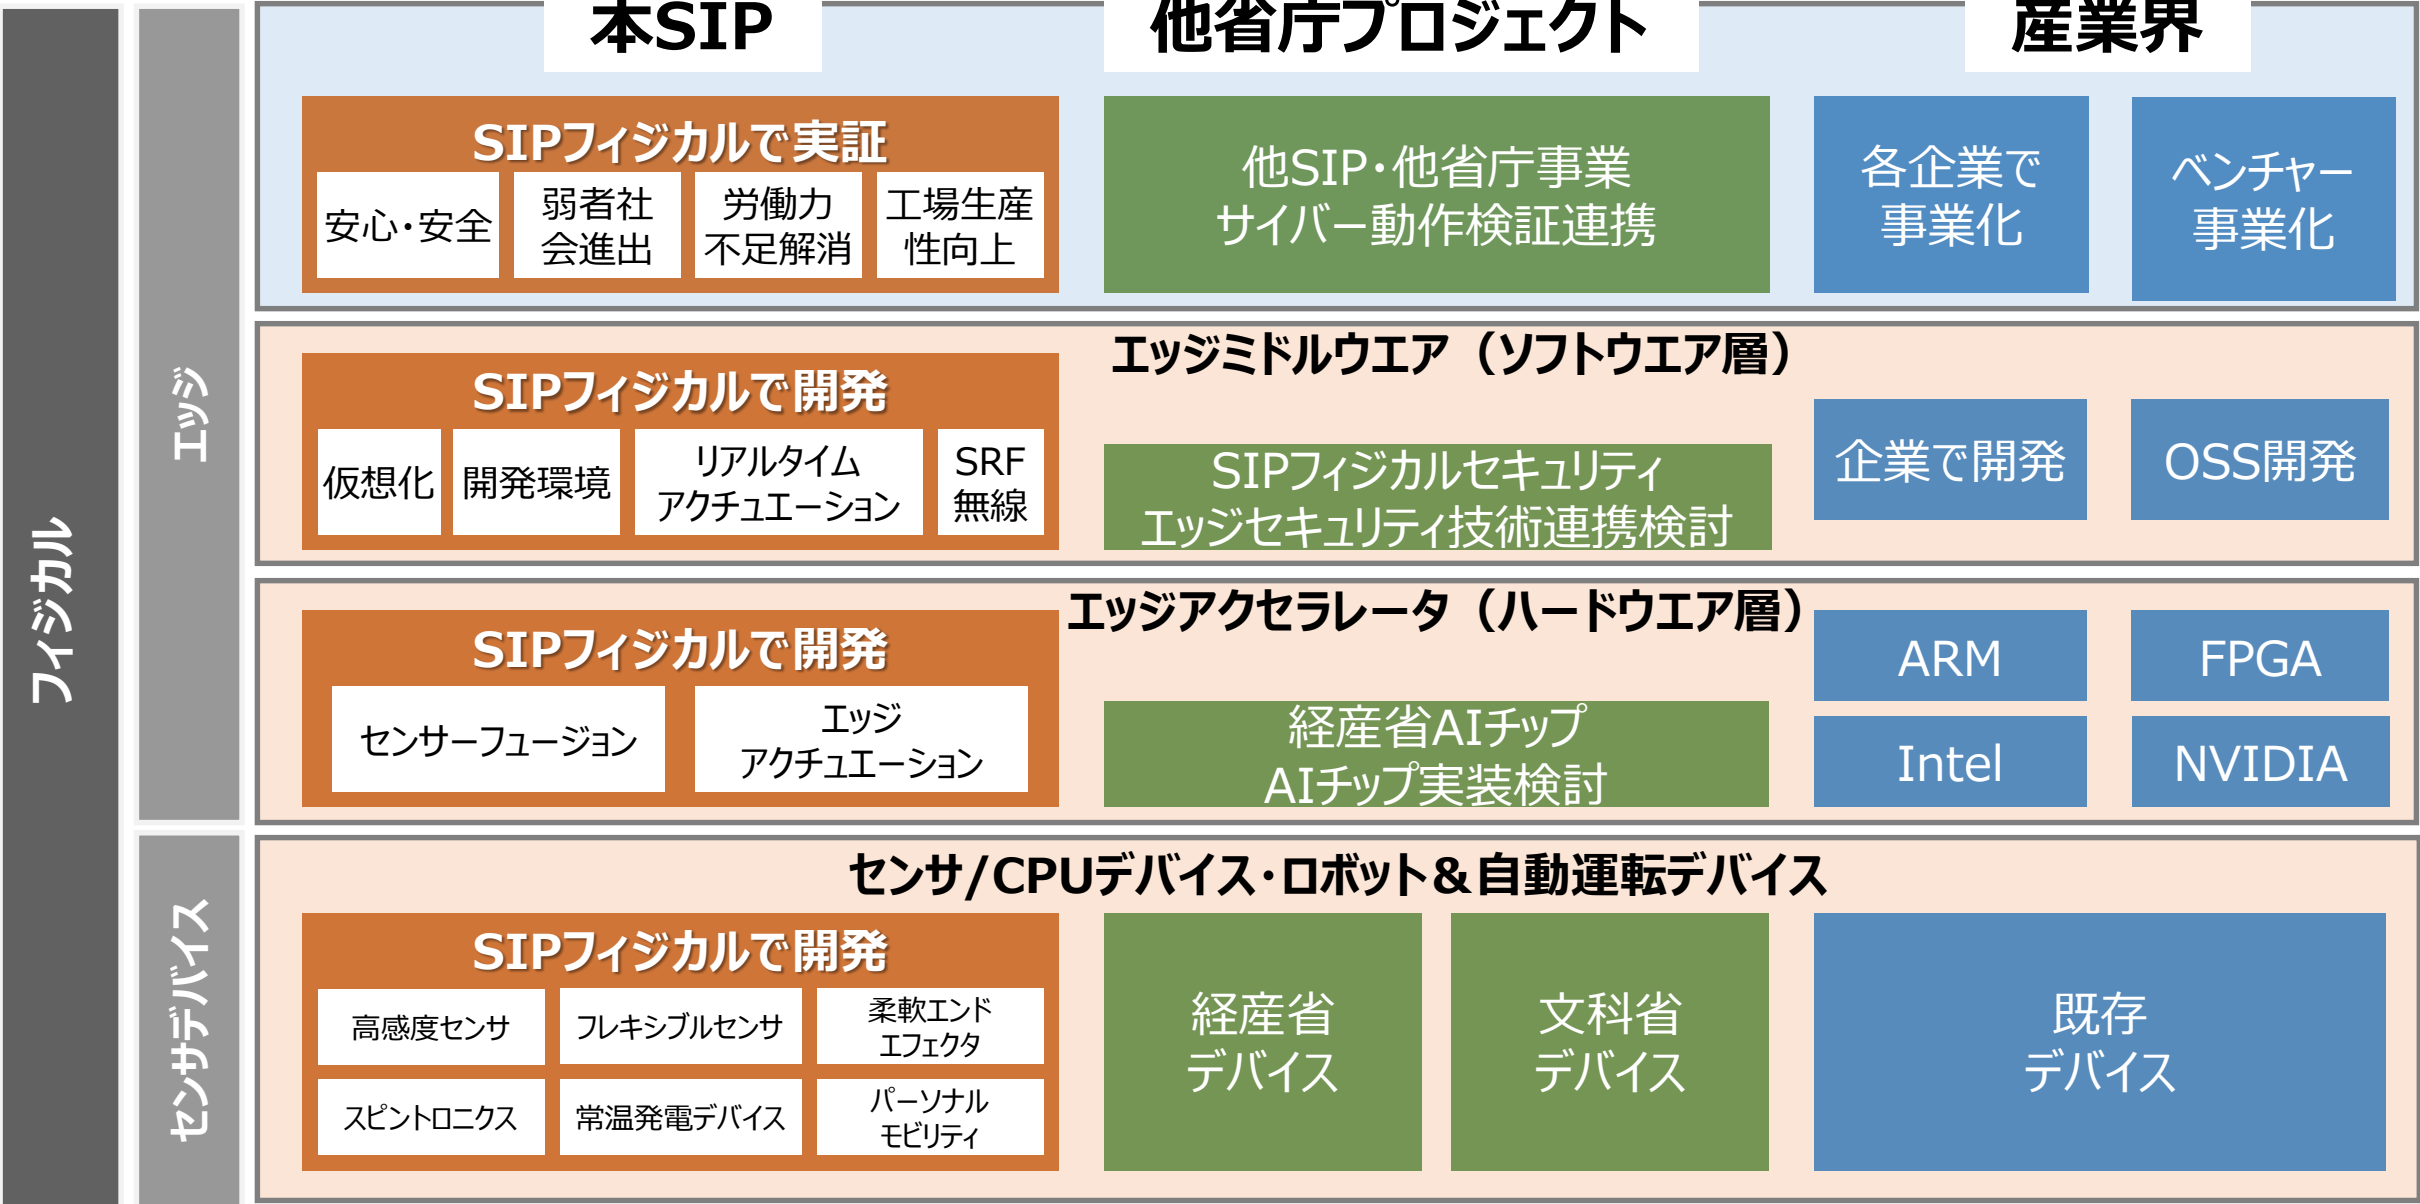 本SIP
他省庁プロジェクト
産業界
フィジカル
エッジ
SIPフィジカルで実証
安心・安全
弱者社
会進出
労働力
不足解消
工場生産
性向上
他SIP・他省庁事業
サイバー動作検証連携
各企業で
事業化
ベンチャー
事業化
エッジミドルウエア（ソフトウエア層）
SIPフィジカルで開発
仮想化
開発環境
リアルタイム
アクチュエーション
SRF
無線
SIPフィジカルセキュリティ
エッジセキュリティ技術連携検討
企業で開発
OSS開発
エッジアクセラレータ（ハードウエア層）
SIPフィジカルで開発
センサーフュージョン
エッジ
アクチュエーション
経産省AIチップ
AIチップ実装検討
ARM
FPGA
Intel
NVIDIA
センサデバイス
センサ/CPUデバイス・ロボット＆自動運転デバイス
SIPフィジカルで開発
高感度センサ
フレキシブルセンサ
柔軟エンド
エフェクタ
スピントロニクス
常温発電デバイス
パーソナル
モビリティ
経産省
デバイス
文科省
デバイス
既存
デバイス